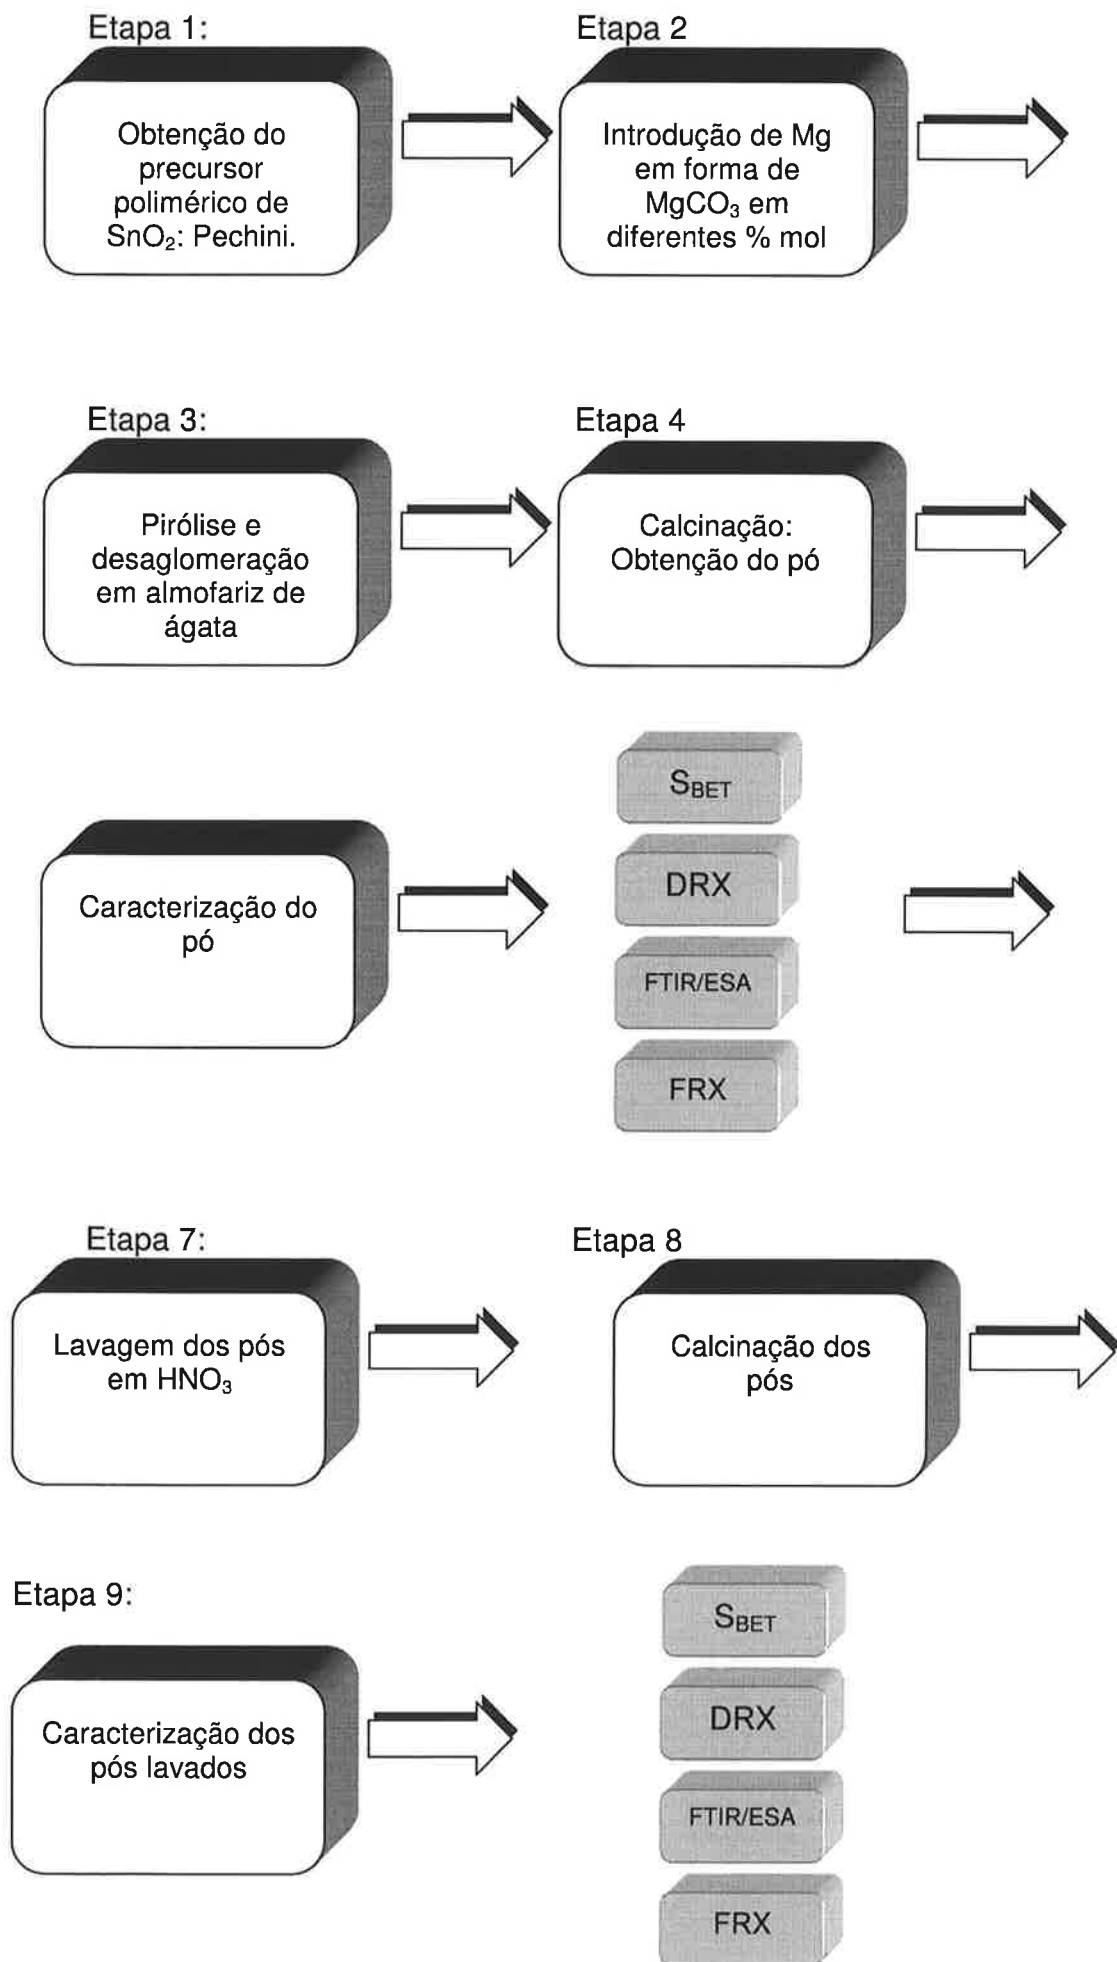 Etapa 1:
Obtenção do
precursor
polimérico de
SnO₂: Pechini.
Etapa 2
Introdução de Mg
em forma de
MgCO₃ em
diferentes % mol
Etapa 3:
Pirólise e
desaglomeração
em almofariz de
ágata
Etapa 4
Calcinação:
Obtenção do pó
Caracterização do
pó
S_BET
DRX
FTIR/ESA
FRX
Etapa 7:
Lavagem dos pós
em HNO₃
Etapa 8
Calcinação dos
pós
Etapa 9:
Caracterização dos
pós lavados
S_BET
DRX
FTIR/ESA
FRX